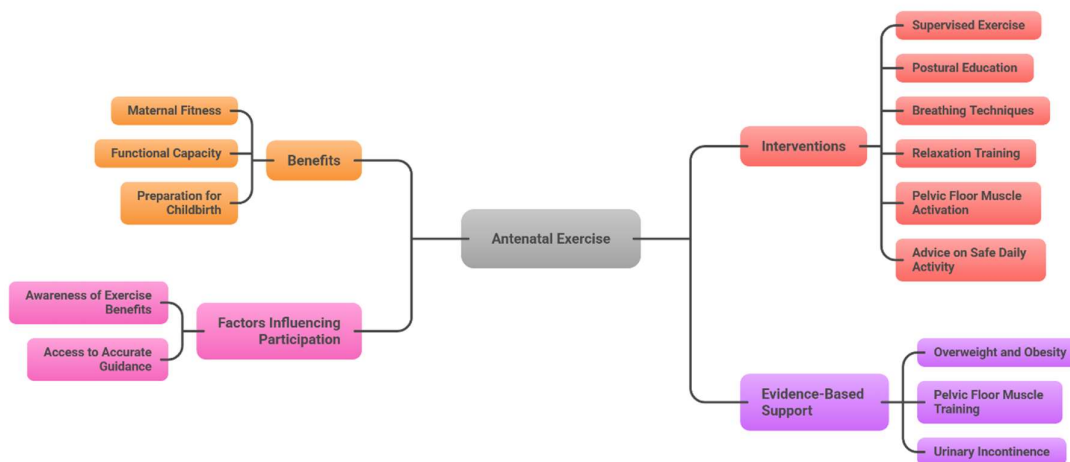 Antenatal Exercise
Benefits
Maternal Fitness
Functional Capacity
Preparation for
Childbirth
Factors Influencing
Participation
Awareness of Exercise
Benefits
Access to Accurate
Guidance
Interventions
Supervised Exercise
Postural Education
Breathing Techniques
Relaxation Training
Pelvic Floor Muscle
Activation
Advice on Safe Daily
Activity
Evidence-Based
Support
Overweight and Obesity
Pelvic Floor Muscle
Training
Urinary Incontinence